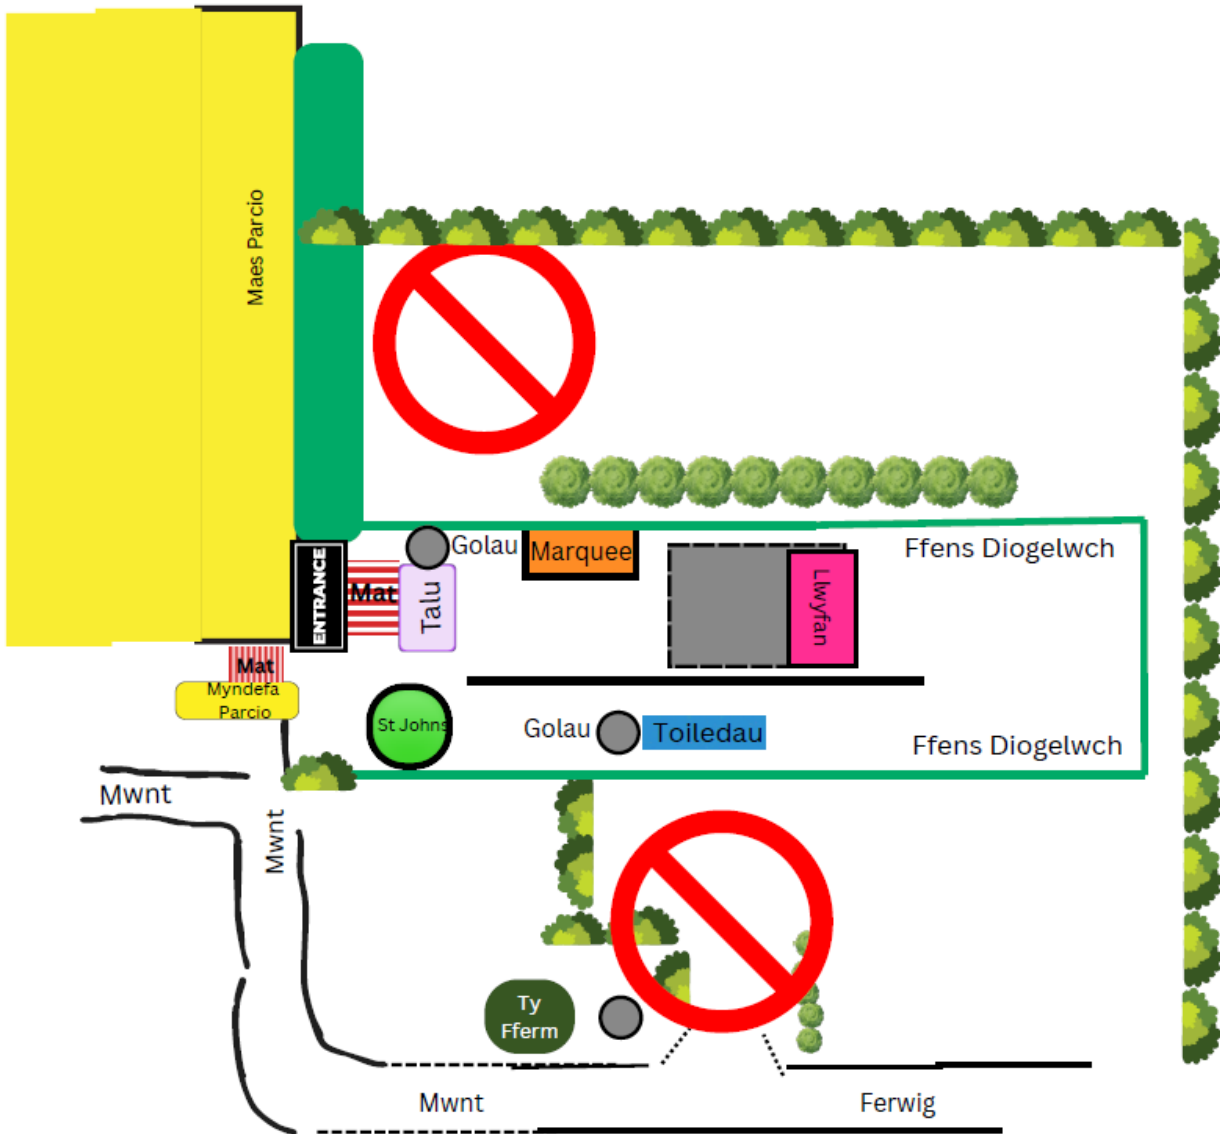 Maes Parcio
Golau
Marquee
Ffens Diogelwch
ENTRANCE
Mat
Talu
Llwyfan
Mat
Myndefa
Parcio
St Johns
Golau
Toiledau
Ffens Diogelwch
Mwnt
Mwnt
Ty
Fferm
Mwnt
Ferwig